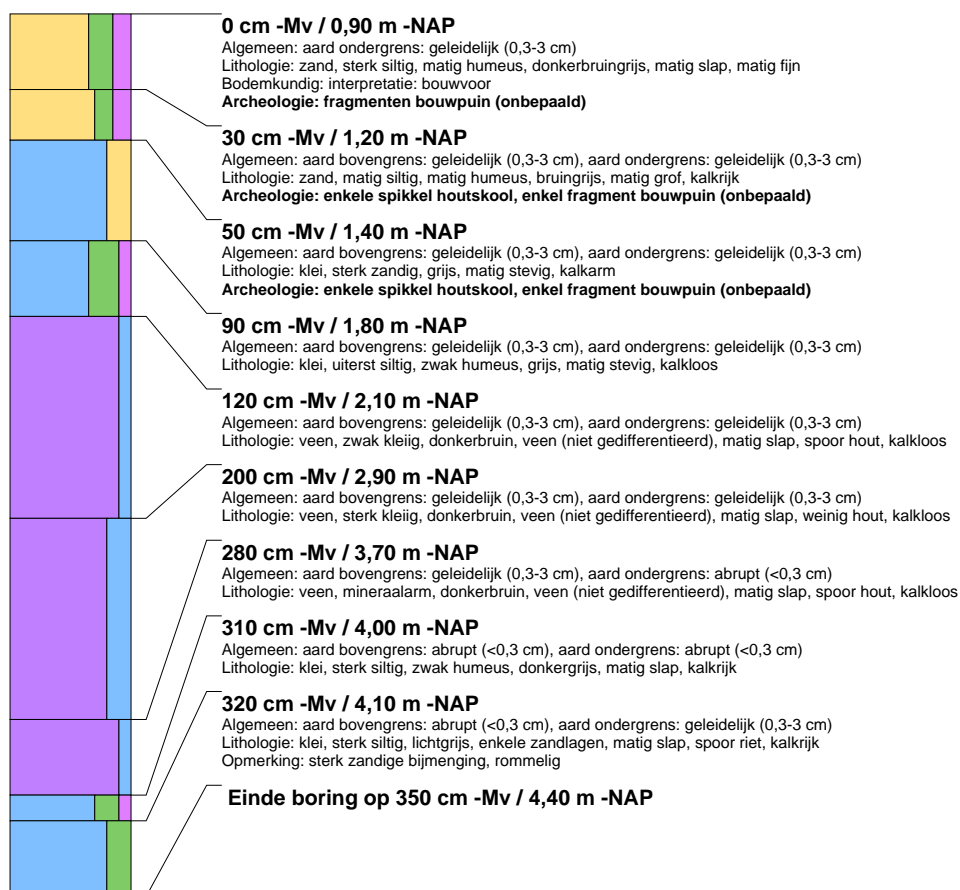 0 cm -Mv / 0,90 m -NAP
Algemeen: aard ondergrens: geleidelijk (0,3-3 cm)
Lithologie: zand, sterk siltig, matig humeus, donkerbruingrijs, matig slap, matig fijn
Bodemkundig: interpretatie: bouwvoor
Archeologie: fragmenten bouwpuin (onbepaald)
30 cm -Mv / 1,20 m -NAP
Algemeen: aard bovengrens: geleidelijk (0,3-3 cm), aard ondergrens: geleidelijk (0,3-3 cm)
Lithologie: zand, matig siltig, matig humeus, bruingrijs, matig grof, kalkrijk
Archeologie: enkele spikkel houtskool, enkel fragment bouwpuin (onbepaald)
50 cm -Mv / 1,40 m -NAP
Algemeen: aard bovengrens: geleidelijk (0,3-3 cm), aard ondergrens: geleidelijk (0,3-3 cm)
Lithologie: klei, sterk zandig, grijs, matig stevig, kalkarm
Archeologie: enkele spikkel houtskool, enkel fragment bouwpuin (onbepaald)
90 cm -Mv / 1,80 m -NAP
Algemeen: aard bovengrens: geleidelijk (0,3-3 cm), aard ondergrens: geleidelijk (0,3-3 cm)
Lithologie: klei, uiterst siltig, zwak humeus, grijs, matig stevig, kalkloos
120 cm -Mv / 2,10 m -NAP
Algemeen: aard bovengrens: geleidelijk (0,3-3 cm), aard ondergrens: geleidelijk (0,3-3 cm)
Lithologie: veen, zwak kleiig, donkerbruin, veen (niet gedifferentieerd), matig slap, spoor hout, kalkloos
200 cm -Mv / 2,90 m -NAP
Algemeen: aard bovengrens: geleidelijk (0,3-3 cm), aard ondergrens: geleidelijk (0,3-3 cm)
Lithologie: veen, sterk kleiig, donkerbruin, veen (niet gedifferentieerd), matig slap, weinig hout, kalkloos
280 cm -Mv / 3,70 m -NAP
Algemeen: aard bovengrens: geleidelijk (0,3-3 cm), aard ondergrens: abrupt (<0,3 cm)
Lithologie: veen, mineraalarm, donkerbruin, veen (niet gedifferentieerd), matig slap, spoor hout, kalkloos
310 cm -Mv / 4,00 m -NAP
Algemeen: aard bovengrens: abrupt (<0,3 cm), aard ondergrens: abrupt (<0,3 cm)
Lithologie: klei, sterk siltig, zwak humeus, donkergrijs, matig slap, kalkrijk
320 cm -Mv / 4,10 m -NAP
Algemeen: aard bovengrens: abrupt (<0,3 cm), aard ondergrens: geleidelijk (0,3-3 cm)
Lithologie: klei, sterk siltig, lichtgrijs, enkele zandlagen, matig slap, spoor riet, kalkrijk
Opmerking: sterk zandige bijmenging, rommelig
Einde boring op 350 cm -Mv / 4,40 m -NAP